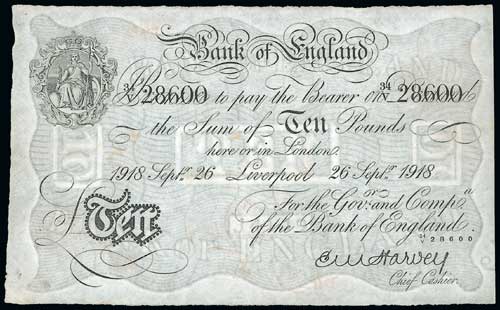 Bank of England
34/V 28600 to pay the Bearer on 34/V 28600
the Sum of Ten Pounds
here or in London.
1918 Septr. 26 Liverpool 26 Septr. 1918
For the Govr. and Compa.
of the Bank of England.
34/V 28600
Ten
E M Harvey
Chief Cashier.